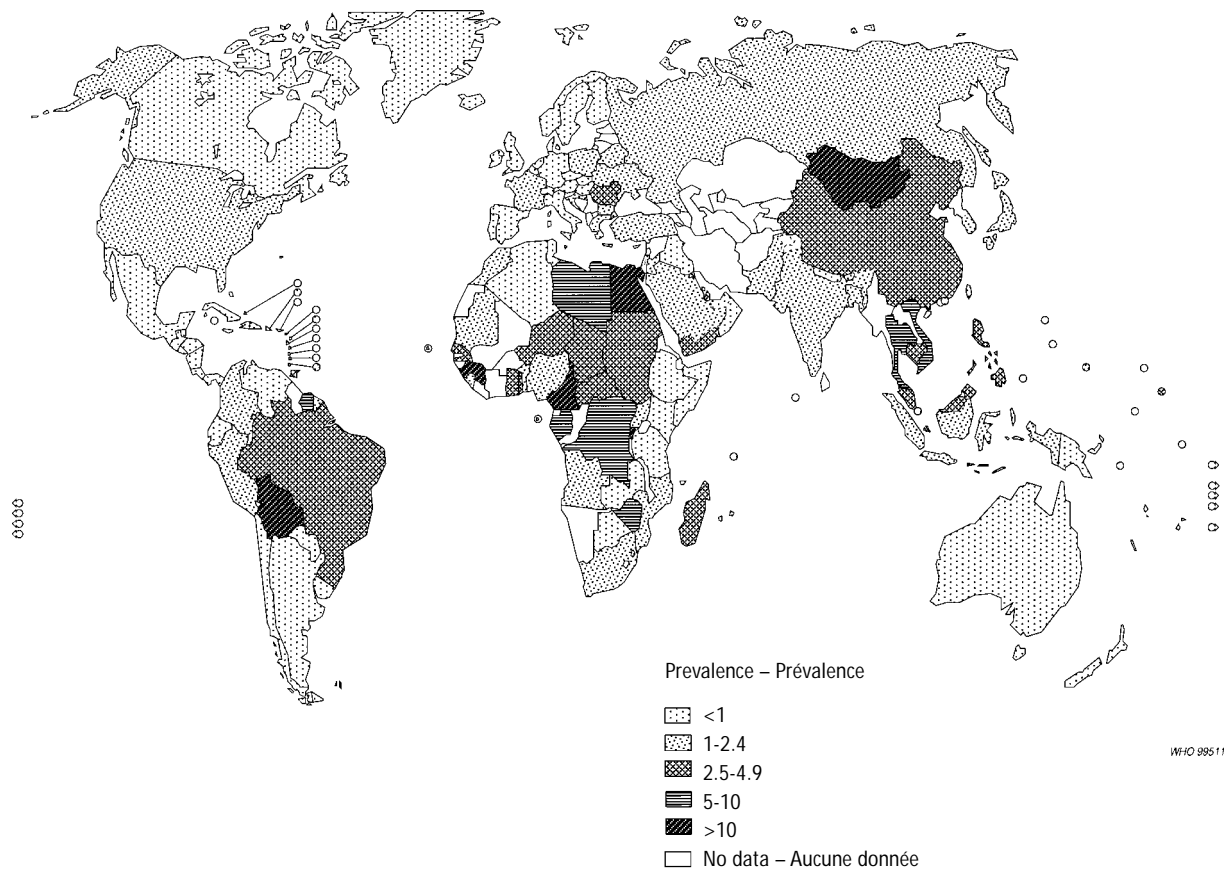 Prevalence – Prévalence
<1
1-2.4
2.5-4.9
5-10
>10
No data – Aucune donnée
WHO 99511